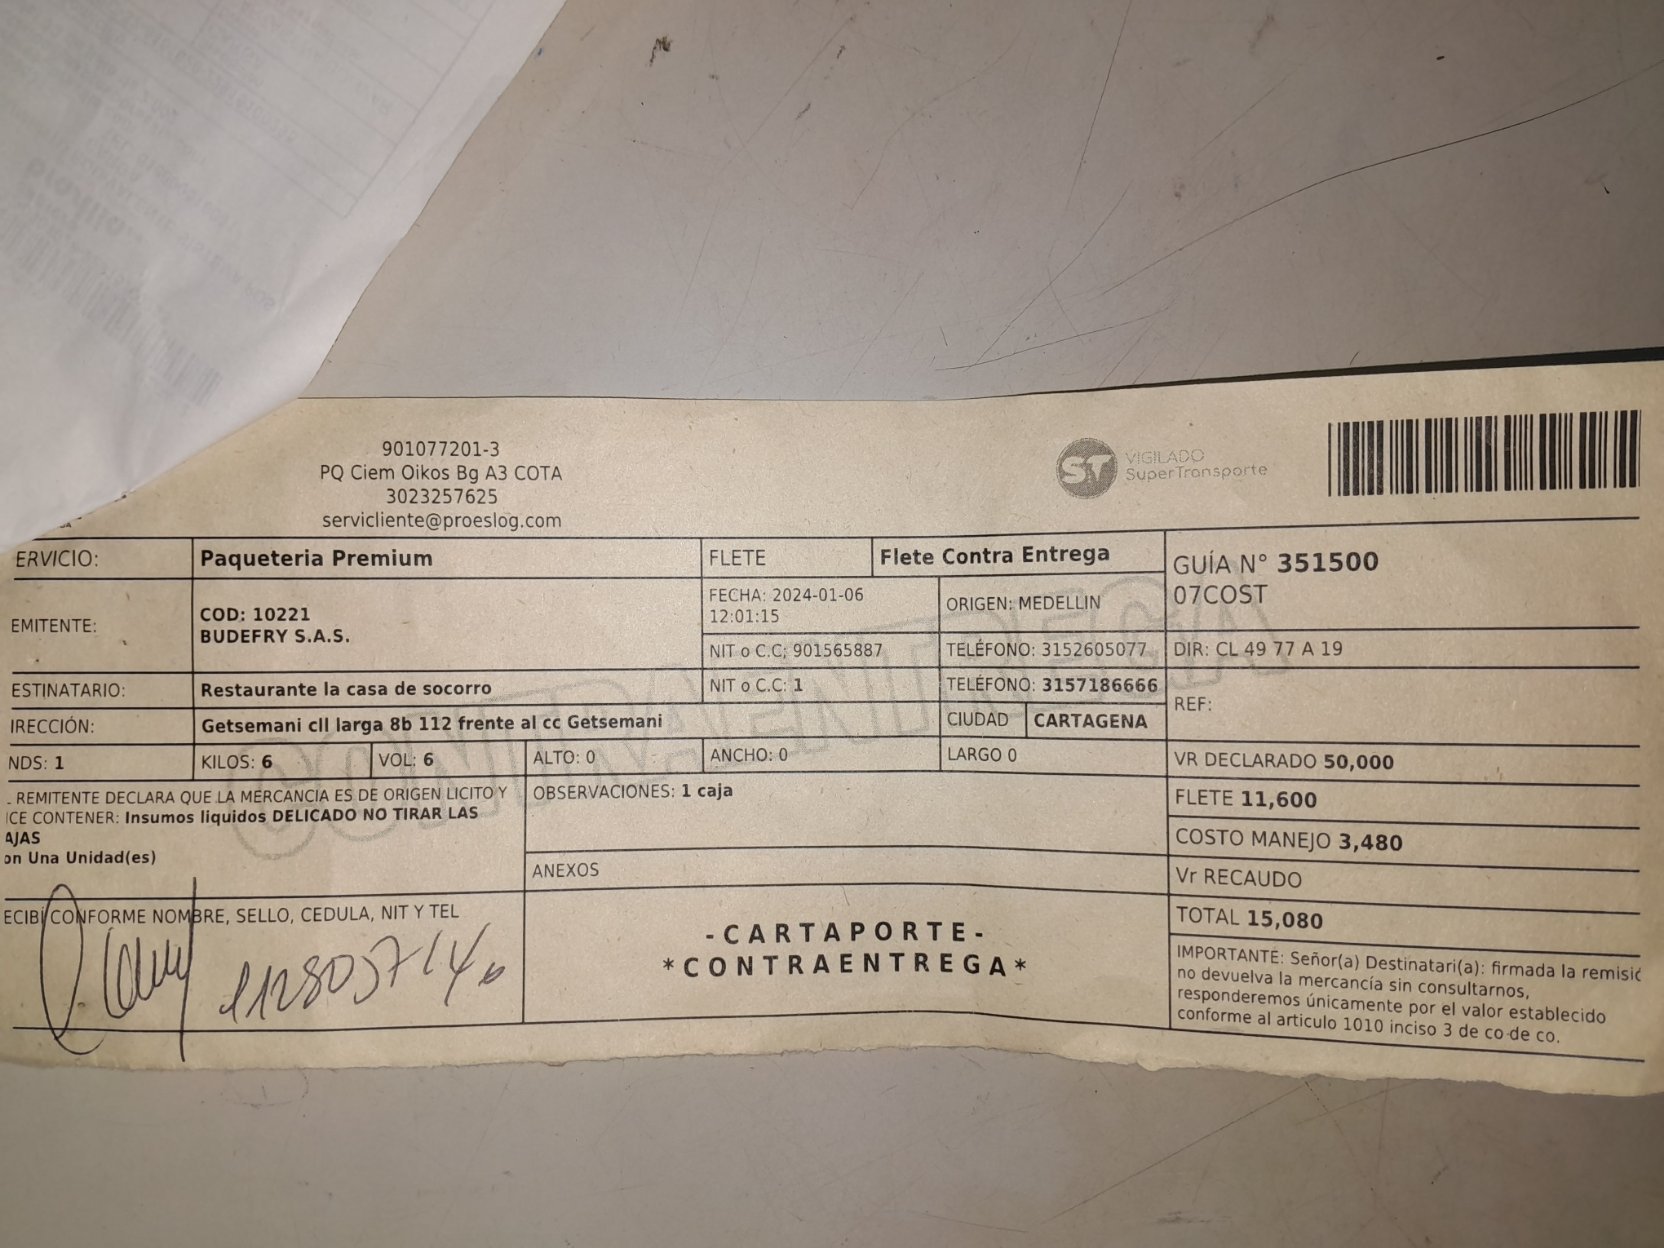 901077201-3
PQ Ciem Oikos Bg A3 COTA
3023257625
servicliente@proeslog.com
ST VIGILADO
SuperTransporte
ERVICIO: Paqueteria Premium FLETE Flete Contra Entrega
GUÍA N° 351500
07COST
EMITENTE: COD: 10221
BUDEFRY S.A.S.
FECHA: 2024-01-06
12:01:15
ORIGEN: MEDELLIN
NIT o C.C: 901565887 TELÉFONO: 3152605077 DIR: CL 49 77 A 19
ESTINATARIO: Restaurante la casa de socorro NIT o C.C: 1 TELÉFONO: 3157186666
REF:
IRECCIÓN: Getsemani cll larga 8b 112 frente al cc Getsemani CIUDAD CARTAGENA
NDS: 1 KILOS: 6 VOL: 6 ALTO: 0 ANCHO: 0 LARGO 0 VR DECLARADO 50,000
CONTRAENTREGA
. REMITENTE DECLARA QUE LA MERCANCIA ES DE ORIGEN LICITO Y
ICE CONTENER: Insumos liquidos DELICADO NO TIRAR LAS
AJAS
on Una Unidad(es)
OBSERVACIONES: 1 caja
ANEXOS
FLETE 11,600
COSTO MANEJO 3,480
Vr RECAUDO
TOTAL 15,080
ECIBI CONFORME NOMBRE, SELLO, CEDULA, NIT Y TEL
-CARTAPORTE-
*CONTRAENTREGA*
IMPORTANTE: Señor(a) Destinatari(a): firmada la remisió
no devuelva la mercancía sin consultarnos,
responderemos únicamente por el valor establecido
conforme al articulo 1010 inciso 3 de co de co.